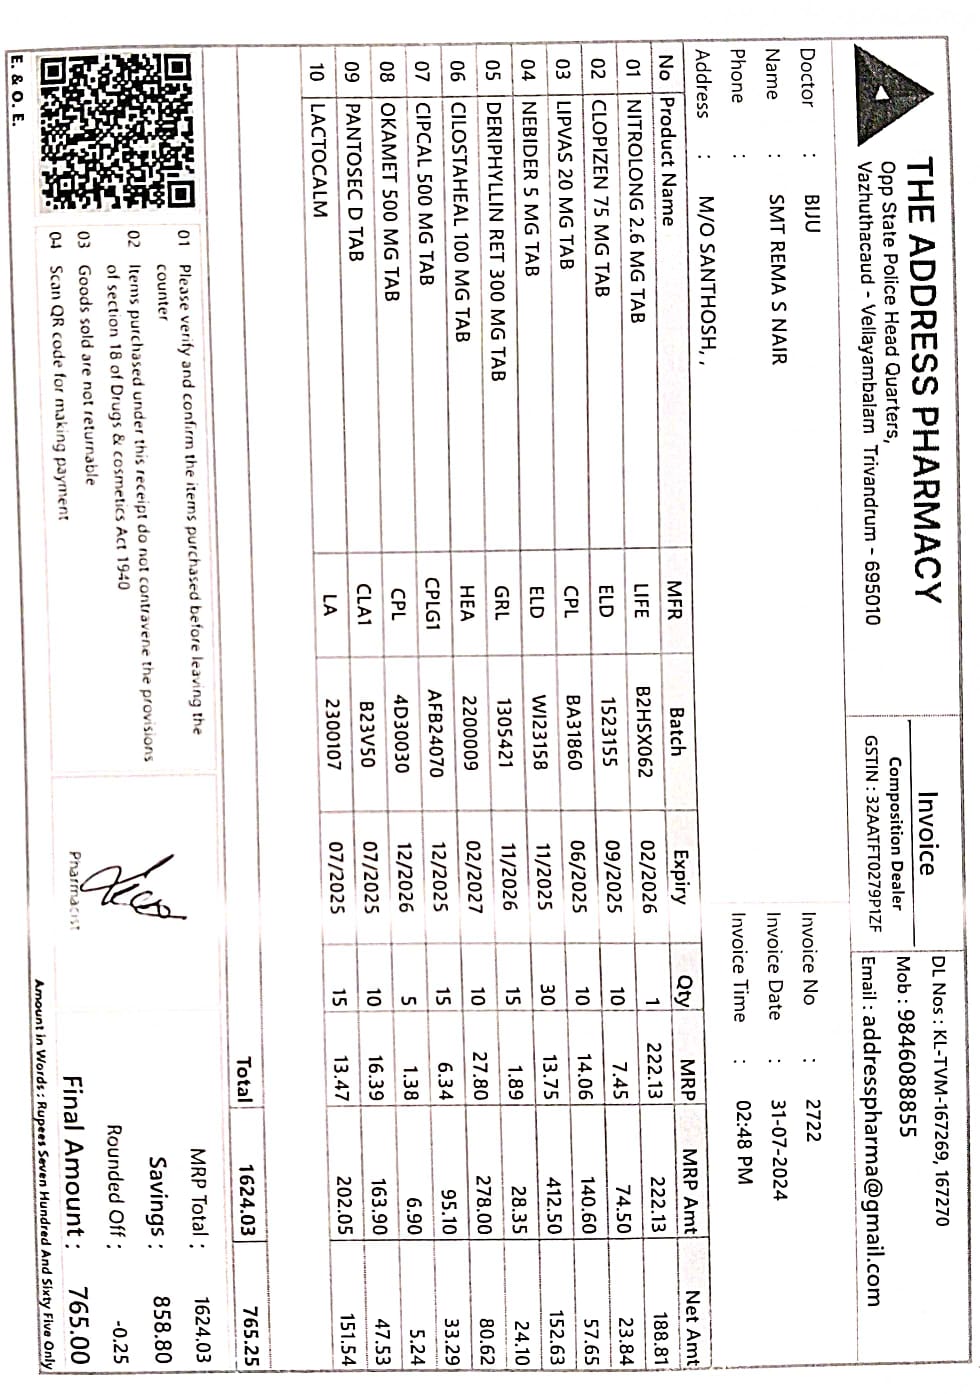 THE ADDRESS PHARMACY
Opp State Police Head Quarters,
Vazhuthacaud - Vellayambalam Trivandrum - 695010
Invoice
Composition Dealer
GSTIN : 32AATFT0279P1ZF
DL Nos : KL-TVM-167269, 167270
Mob : 9846088855
Email : addresspharma@gmail.com
Doctor : BIJU
Name : SMT REMA S NAIR
Phone :
Address : M/O SANTHOSH, ,
Invoice No : 2722
Invoice Date : 31-07-2024
Invoice Time : 02:48 PM
No Product Name MFR Batch Expiry Qty MRP MRP Amt Net Amt
01 NITROLONG 2.6 MG TAB LIFE B2HSX062 02/2026 1 222.13 222.13 188.81
02 CLOPIZEN 75 MG TAB ELD 1523155 09/2025 10 7.45 74.50 23.84
03 LIPVAS 20 MG TAB CPL BA31860 06/2025 10 14.06 140.60 57.65
04 NEBIDER 5 MG TAB ELD WI23158 11/2025 30 13.75 412.50 152.63
05 DERIPHYLLIN RET 300 MG TAB GRL 1305421 11/2026 15 1.89 28.35 24.10
06 CILOSTAHEAL 100 MG TAB HEA 2200009 02/2027 10 27.80 278.00 80.62
07 CIPCAL 500 MG TAB CPLG1 AFB24070 12/2025 15 6.34 95.10 33.29
08 OKAMET 500 MG TAB CPL 4D30030 12/2026 5 1.38 6.90 5.24
09 PANTOSEC D TAB CLA1 B23V50 07/2025 10 16.39 163.90 47.53
10 LACTOCALM LA 2300107 07/2025 15 13.47 202.05 151.54
Total 1624.03 765.25
01 Please verify and confirm the items purchased before leaving the
counter
02 Items purchased under this receipt do not contravene the provisions
of section 18 of Drugs & cosmetics Act 1940
03 Goods sold are not returnable
04 Scan QR code for making payment
Pharmacist
MRP Total : 1624.03
Savings : 858.80
Rounded Off : -0.25
Final Amount : 765.00
Amount in Words : Rupees Seven Hundred And Sixty Five Only
E. & O. E.